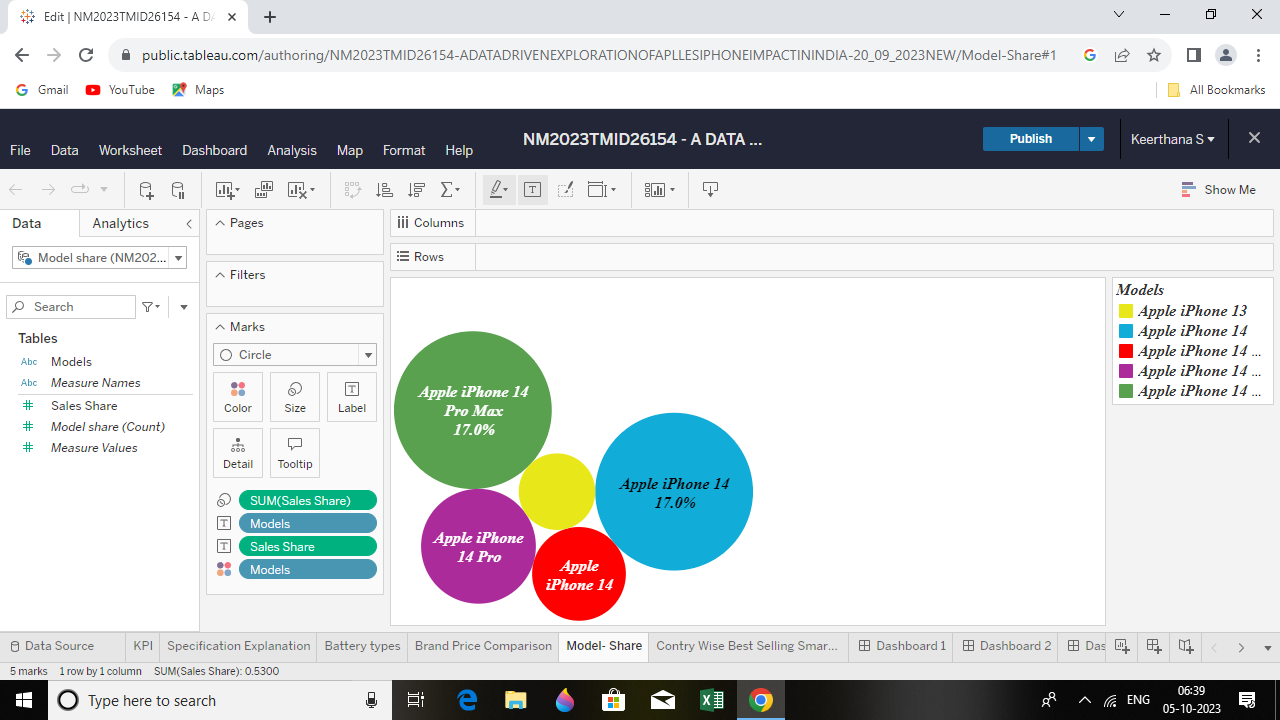 Edit | NM2023TMID26154 - A DA
public.tableau.com/authoring/NM2023TMID26154-ADATADRIVENEXPLORATIONOFAPLLESIPHONEIMPACTININDIA-20_09_2023NEW/Model-Share#1
Gmail YouTube Maps All Bookmarks
NM2023TMID26154 - A DATA ...
Publish
Keerthana S
File Data Worksheet Dashboard Analysis Map Format Help
Show Me
Data Analytics
Pages
Columns
Model share (NM202...
Rows
Filters
Search
Tables
Abc Models
Abc Measure Names
Sales Share
Model share (Count)
Measure Values
Marks
Circle
Color Size Label
Detail Tooltip
SUM(Sales Share)
Models
Sales Share
Models
Apple iPhone 14
Pro Max
17.0%
Apple iPhone 14
17.0%
Apple iPhone
14 Pro
Apple
iPhone 14
Models
Apple iPhone 13
Apple iPhone 14
Apple iPhone 14 ...
Apple iPhone 14 ...
Apple iPhone 14 ...
Data Source KPI Specification Explanation Battery types Brand Price Comparison Model- Share Contry Wise Best Selling Smar... Dashboard 1 Dashboard 2 Das
5 marks 1 row by 1 column SUM(Sales Share): 0.5300
Type here to search
ENG
06:39
05-10-2023